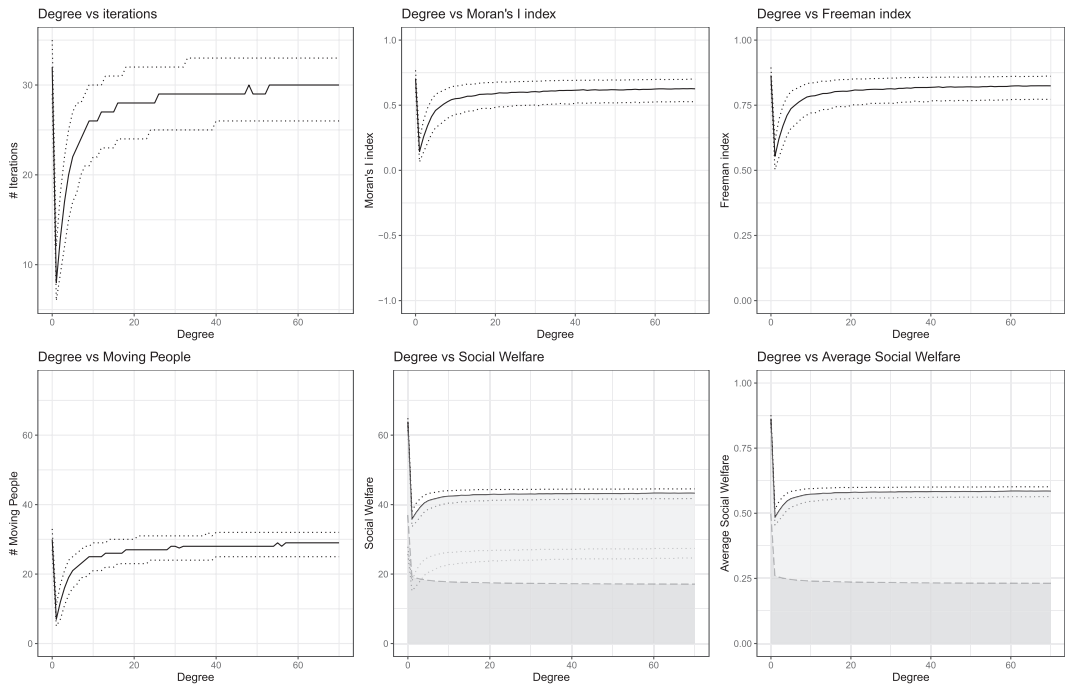 Degree vs iterations
# Iterations
30
20
10
0
20
40
60
Degree
Degree vs Moran's I index
Moran's I index
1.0
0.5
0.0
−0.5
−1.0
0
20
40
60
Degree
Degree vs Freeman index
Freeman index
1.00
0.75
0.50
0.25
0.00
0
20
40
60
Degree
Degree vs Moving People
# Moving People
60
40
20
0
0
20
40
60
Degree
Degree vs Social Welfare
Social Welfare
60
40
20
0
0
20
40
60
Degree
Degree vs Average Social Welfare
Average Social Welfare
1.00
0.75
0.50
0.25
0.00
0
20
40
60
Degree